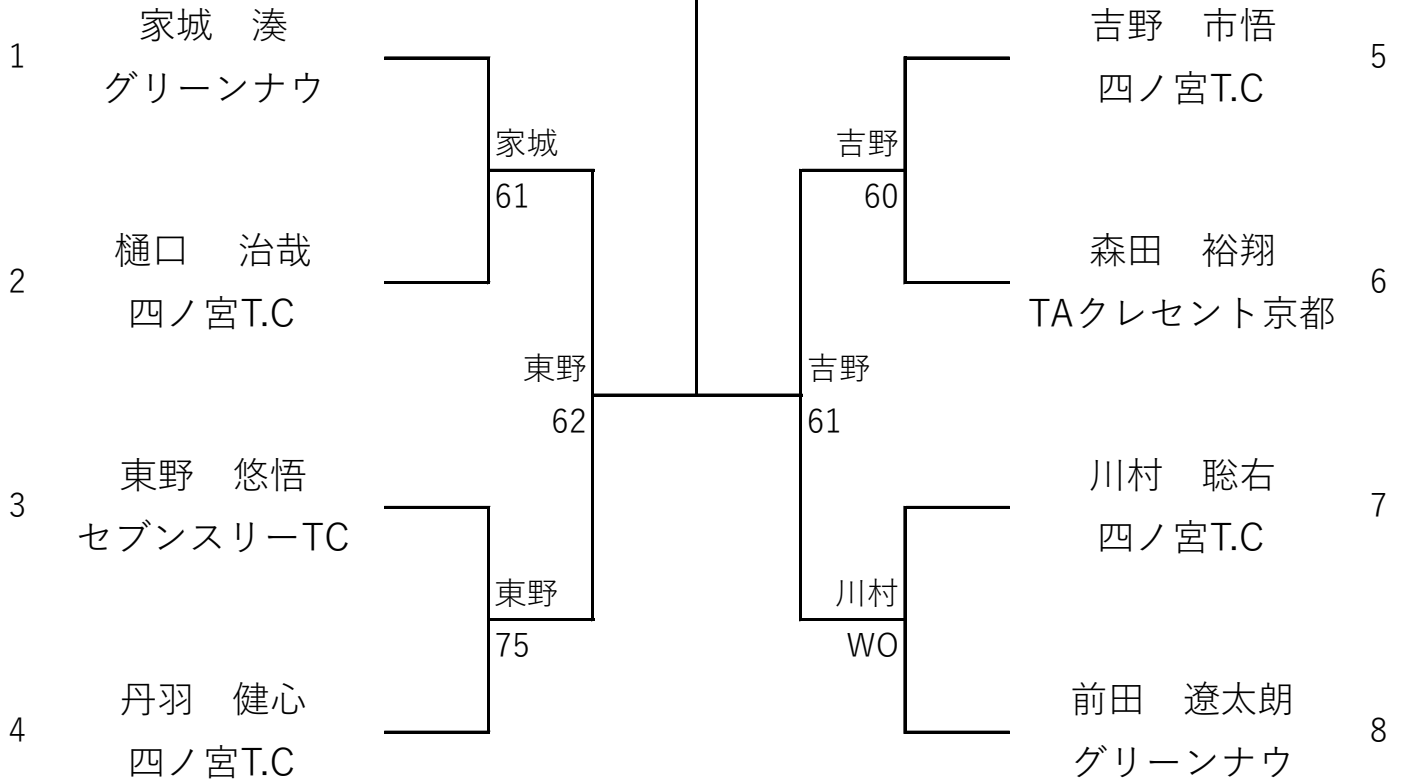 1
家城　湊
グリーンナウ
2
樋口　治哉
四ノ宮T.C
3
東野　悠悟
セブンスリーTC
4
丹羽　健心
四ノ宮T.C
家城
61
東野
75
東野
62
吉野
61
吉野
60
川村
WO
吉野　市悟
四ノ宮T.C
5
森田　裕翔
TAクレセント京都
6
川村　聡右
四ノ宮T.C
7
前田　遼太朗
グリーンナウ
8